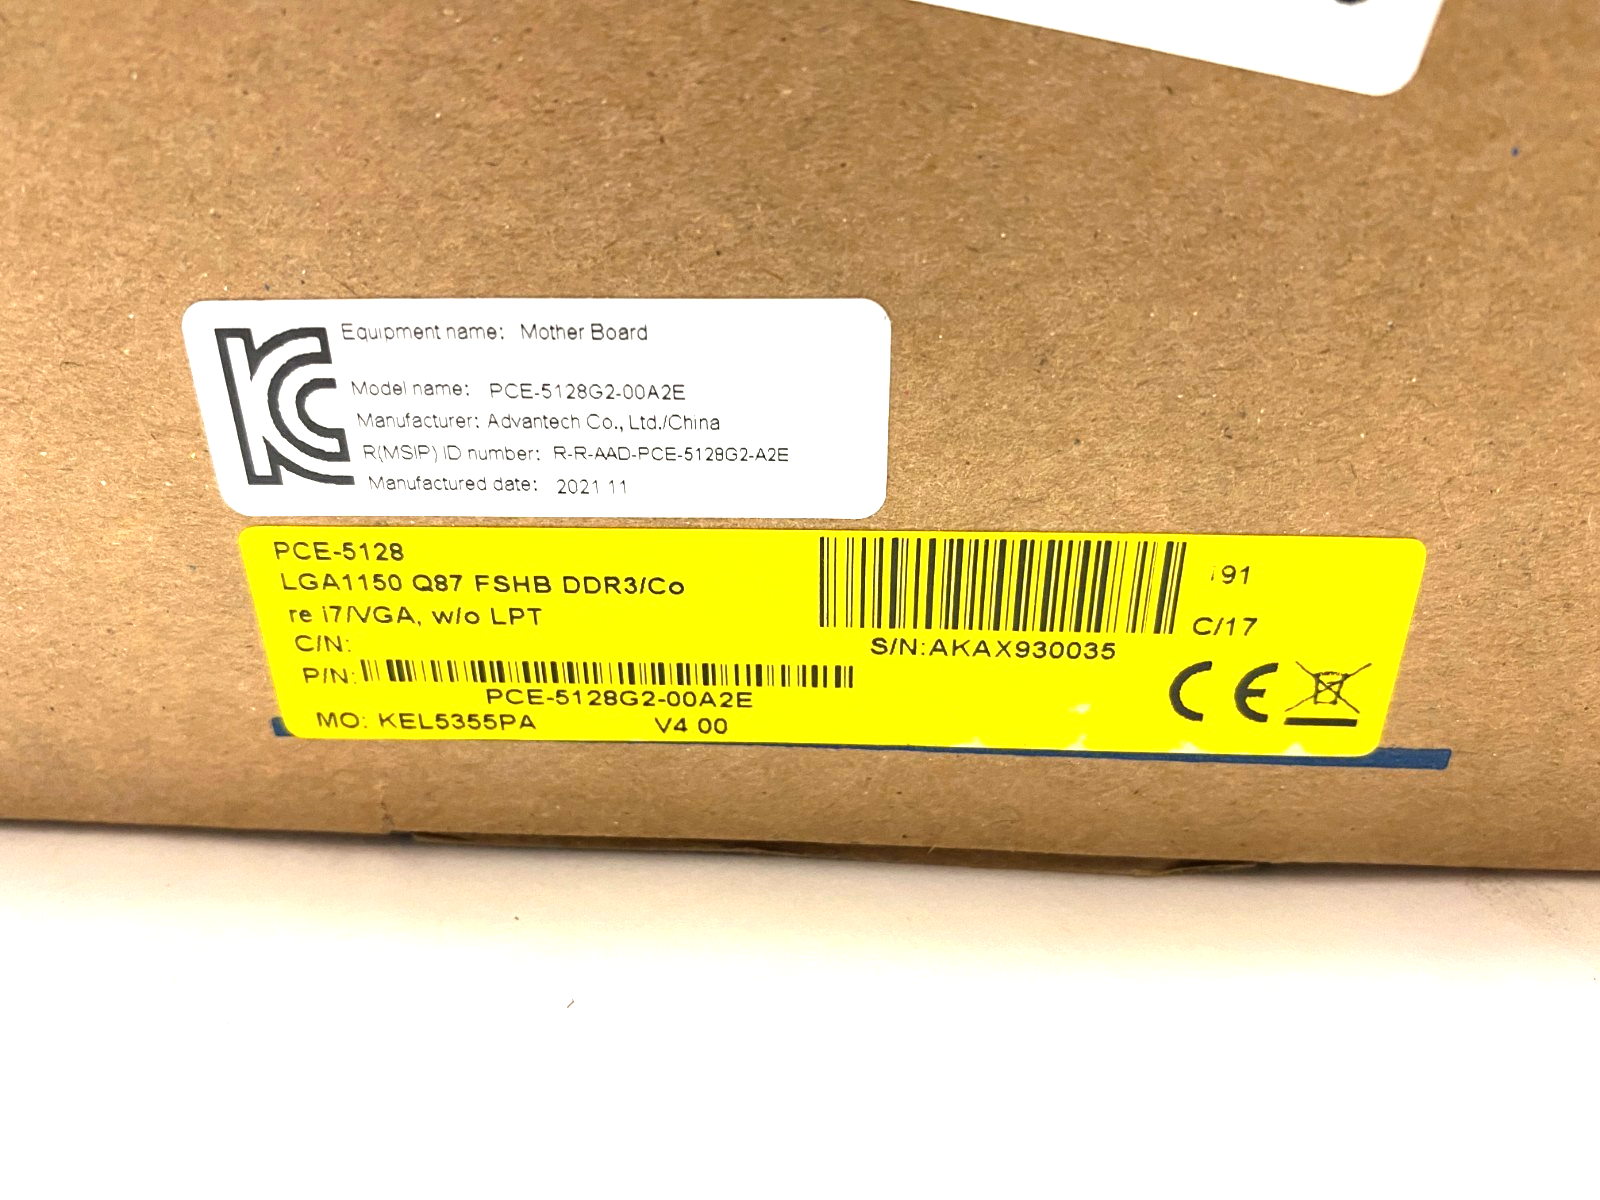 Equipment name: Mother Board
Model name: PCE-5128G2-00A2E
Manufacturer: Advantech Co., Ltd./China
R(MSIP) ID number: R-R-AAD-PCE-5128G2-A2E
Manufactured date: 2021 11
PCE-5128
LGA1150 Q87 FSHB DDR3/Co
re i7/VGA, w/o LPT
C/N:
P/N:
PCE-5128G2-00A2E
MO: KEL5355PA V4 00
i91
C/17
S/N:AKAX930035